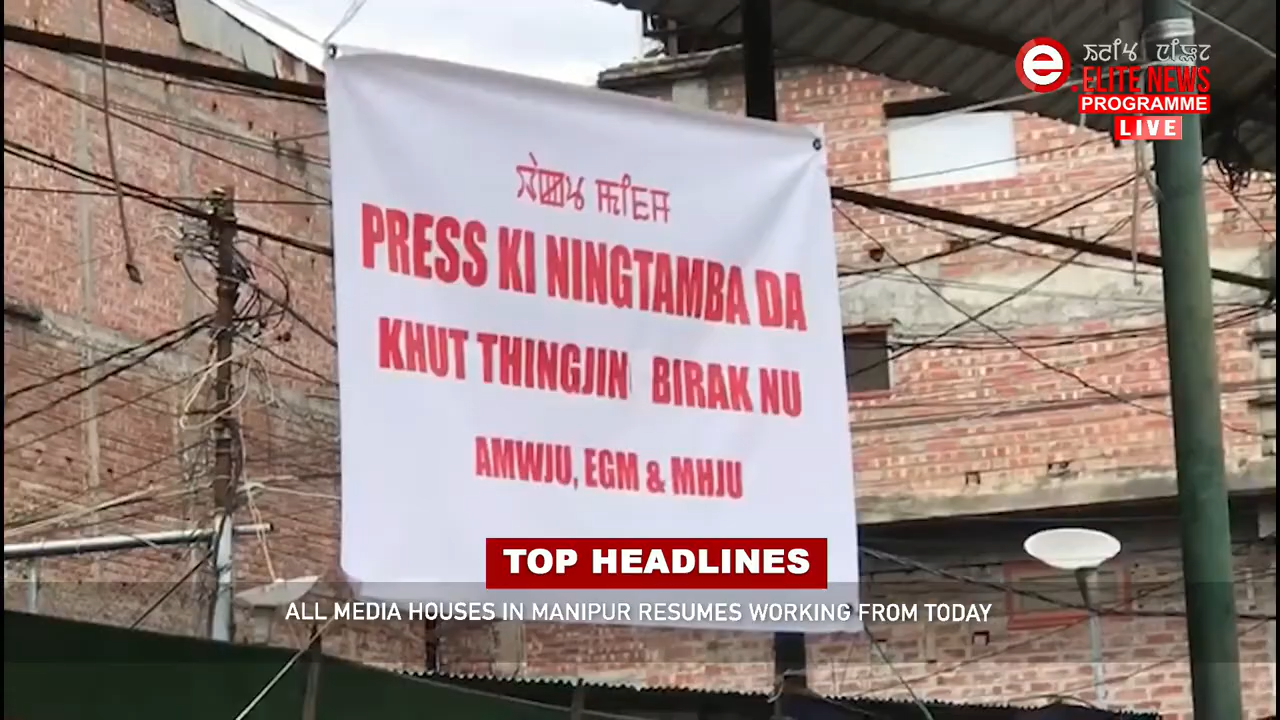 ELITE NEWS
PROGRAMME
LIVE
PRESS KI NINGTAMBA DA
KHUT THINGJIN BIRAK NU
AMWJU, EGM & MHJU
TOP HEADLINES
ALL MEDIA HOUSES IN MANIPUR RESUMES WORKING FROM TODAY